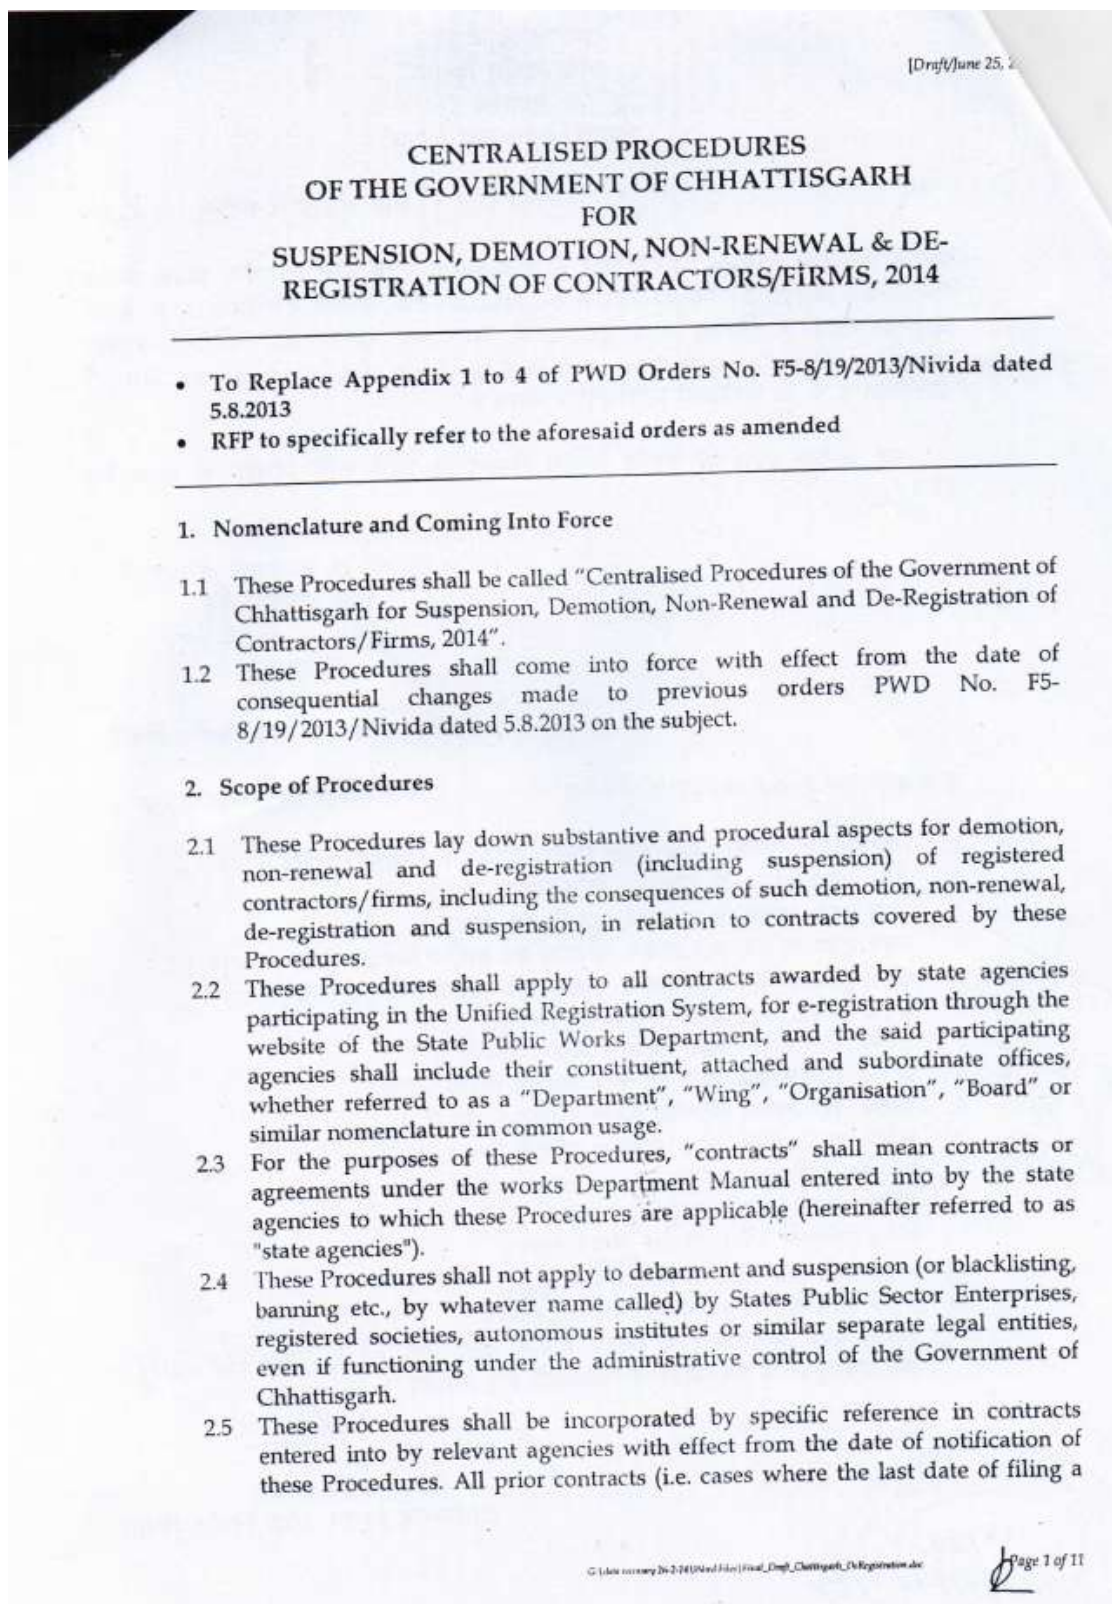 [Draft/June 25, 2
CENTRALISED PROCEDURES
OF THE GOVERNMENT OF CHHATTISGARH
FOR
SUSPENSION, DEMOTION, NON-RENEWAL & DE-
REGISTRATION OF CONTRACTORS/FIRMS, 2014
• To Replace Appendix 1 to 4 of PWD Orders No. F5-8/19/2013/Nivida dated
5.8.2013
• RFP to specifically refer to the aforesaid orders as amended
1. Nomenclature and Coming Into Force
1.1 These Procedures shall be called "Centralised Procedures of the Government of
Chhattisgarh for Suspension, Demotion, Non-Renewal and De-Registration of
Contractors/Firms, 2014".
1.2 These Procedures shall come into force with effect from the date of
consequential changes made to previous orders PWD No. F5-
8/19/2013/Nivida dated 5.8.2013 on the subject.
2. Scope of Procedures
2.1 These Procedures lay down substantive and procedural aspects for demotion,
non-renewal and de-registration (including suspension) of registered
contractors/firms, including the consequences of such demotion, non-renewal,
de-registration and suspension, in relation to contracts covered by these
Procedures.
2.2 These Procedures shall apply to all contracts awarded by state agencies
participating in the Unified Registration System, for e-registration through the
website of the State Public Works Department, and the said participating
agencies shall include their constituent, attached and subordinate offices,
whether referred to as a "Department", "Wing", "Organisation", "Board" or
similar nomenclature in common usage.
2.3 For the purposes of these Procedures, "contracts" shall mean contracts or
agreements under the works Department Manual entered into by the state
agencies to which these Procedures are applicable (hereinafter referred to as
"state agencies").
2.4 These Procedures shall not apply to debarment and suspension (or blacklisting,
banning etc., by whatever name called) by States Public Sector Enterprises,
registered societies, autonomous institutes or similar separate legal entities,
even if functioning under the administrative control of the Government of
Chhattisgarh.
2.5 These Procedures shall be incorporated by specific reference in contracts
entered into by relevant agencies with effect from the date of notification of
these Procedures. All prior contracts (i.e. cases where the last date of filing a
Page 1 of 11